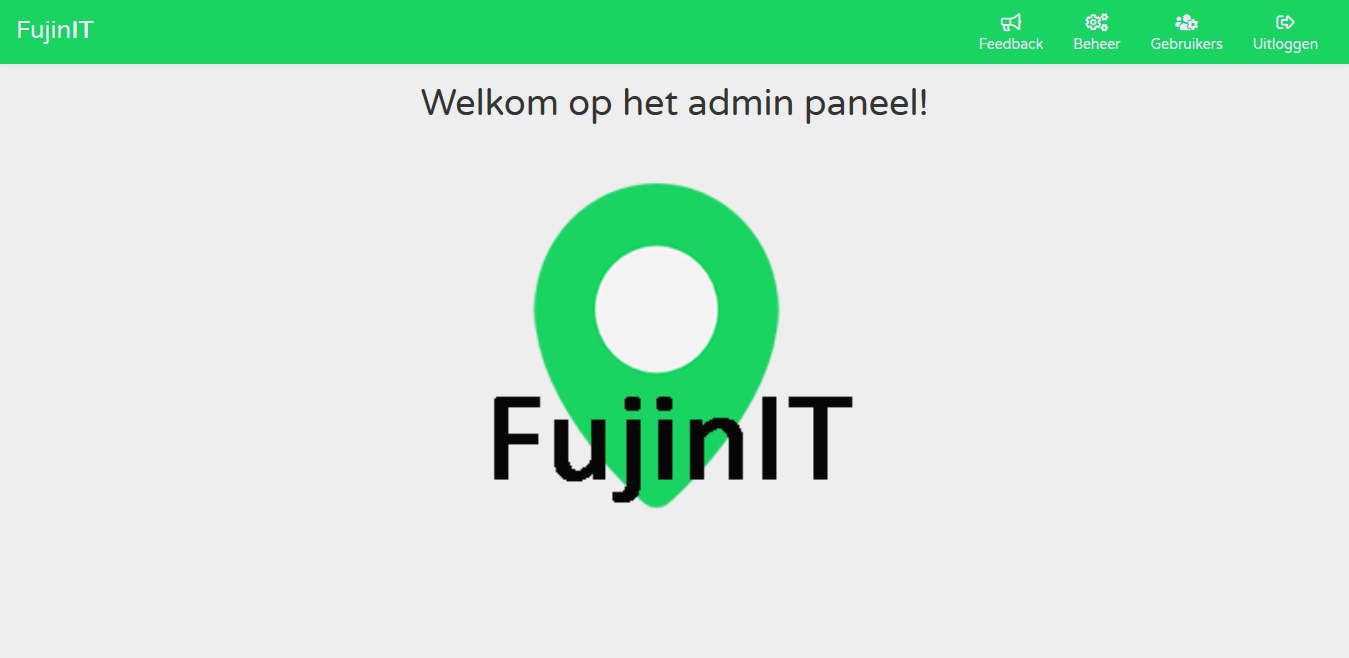 FujinIT
Feedback
Beheer
Gebruikers
Uitloggen
Welkom op het admin paneel!
FujinIT